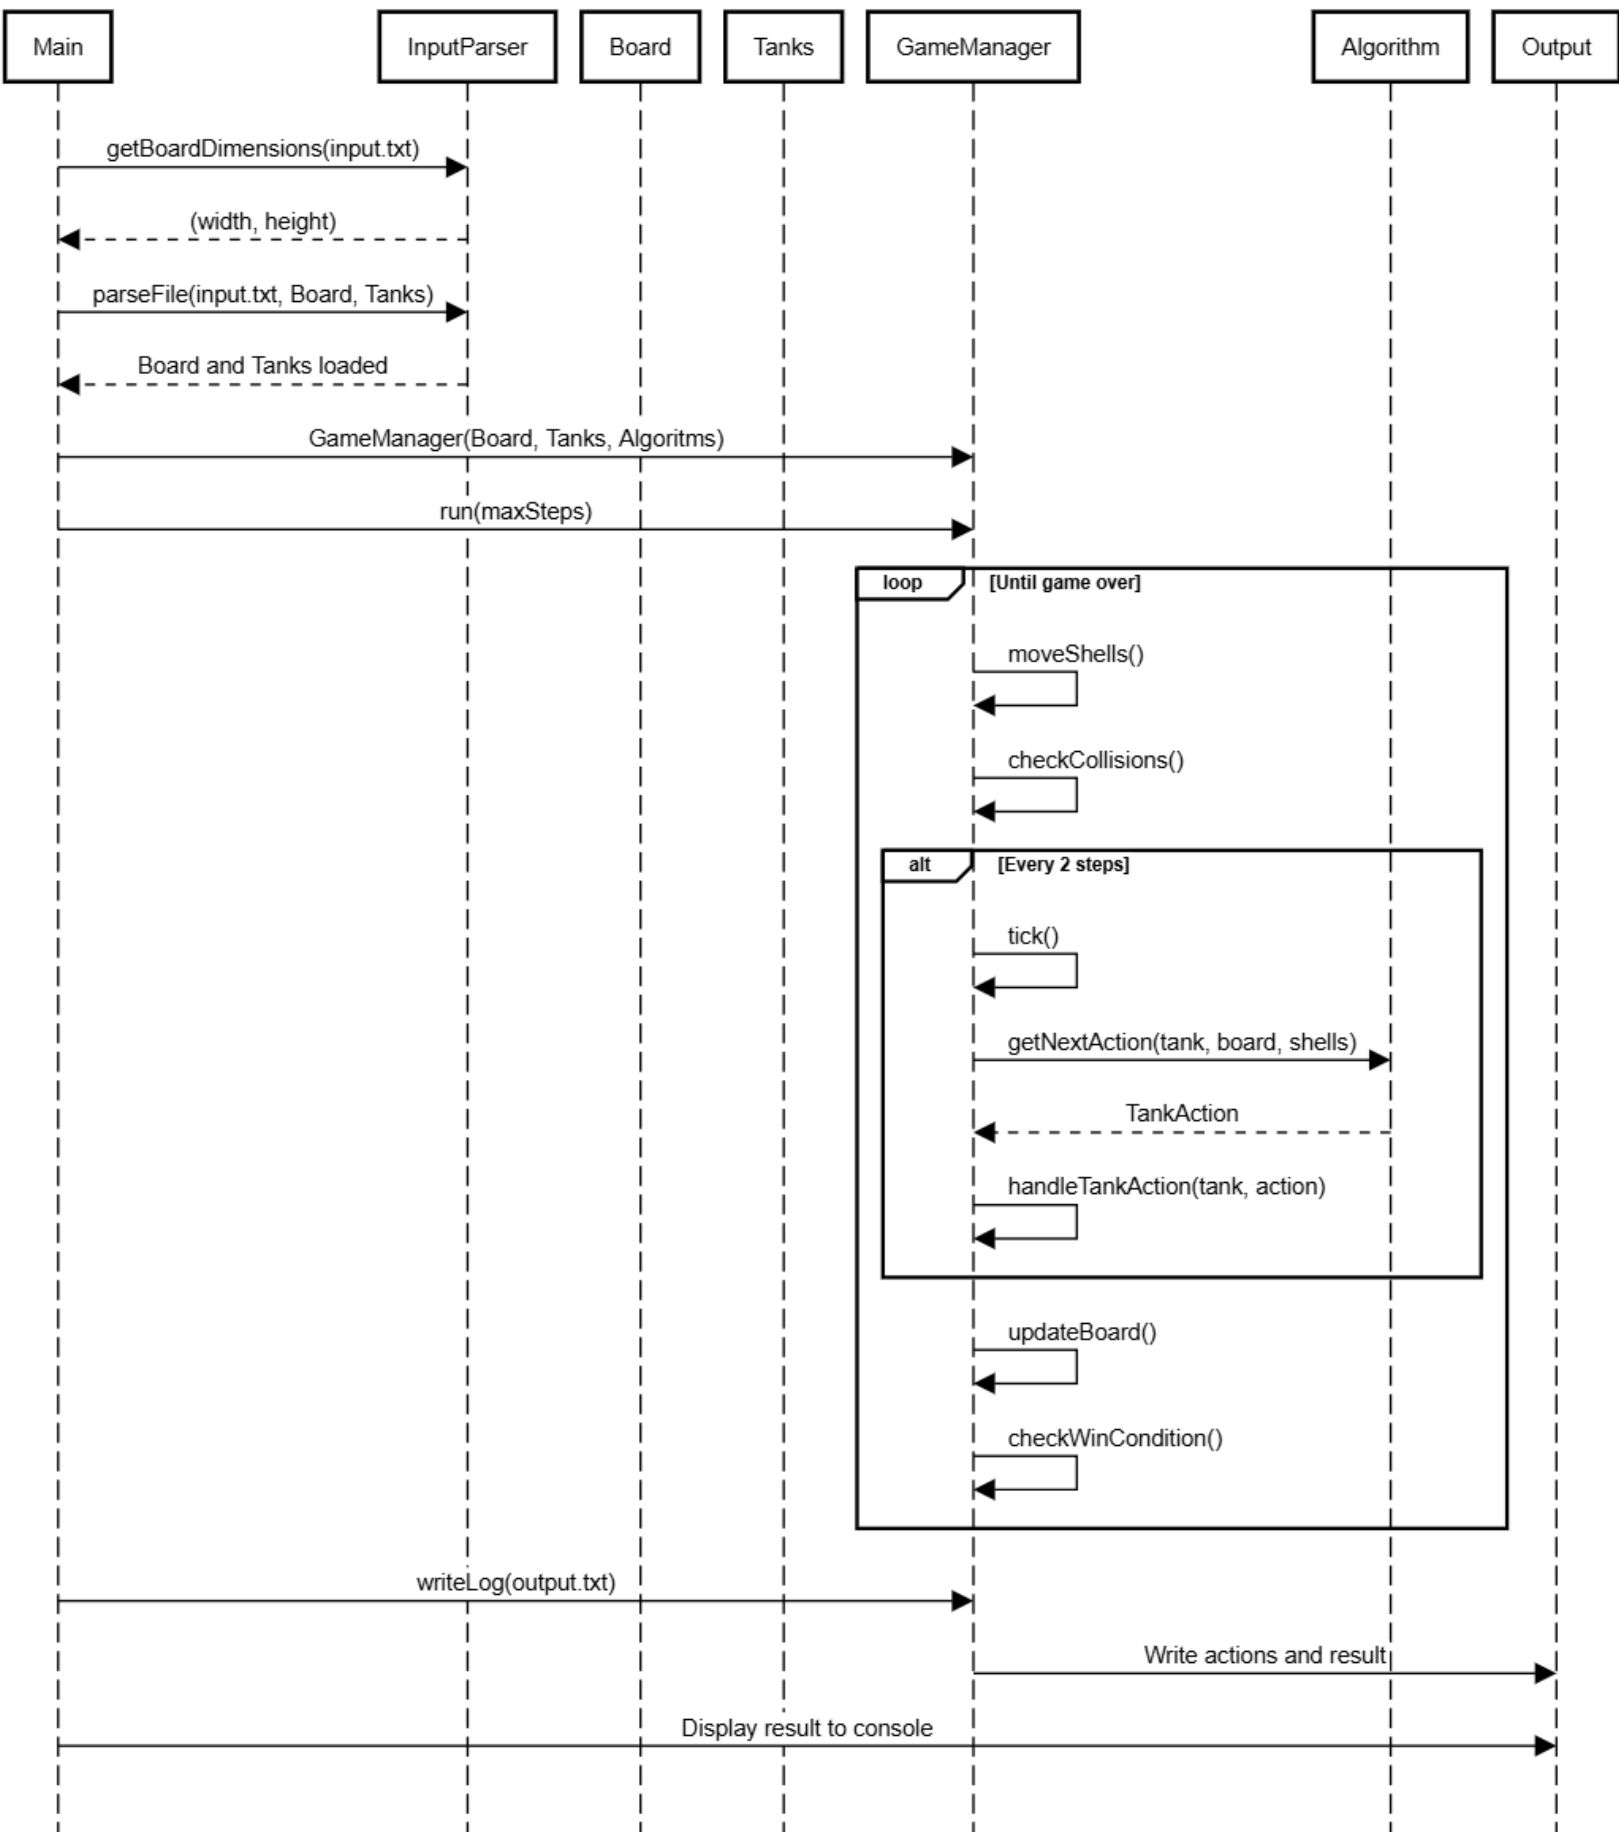 Main
InputParser
Board
Tanks
GameManager
Algorithm
Output
getBoardDimensions(input.txt)
(width, height)
parseFile(input.txt, Board, Tanks)
Board and Tanks loaded
GameManager(Board, Tanks, Algoritms)
run(maxSteps)
loop
[Until game over]
moveShells()
checkCollisions()
alt
[Every 2 steps]
tick()
getNextAction(tank, board, shells)
TankAction
handleTankAction(tank, action)
updateBoard()
checkWinCondition()
writeLog(output.txt)
Write actions and result
Display result to console